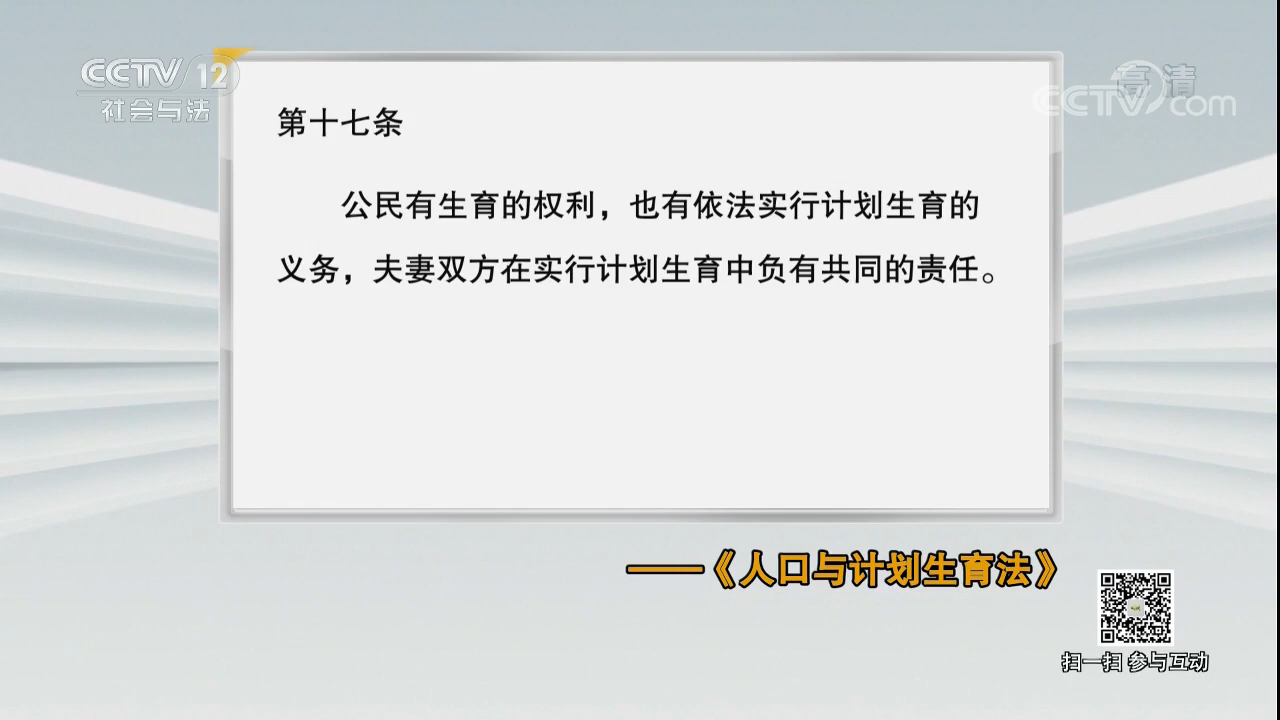 CCTV 12
社会与法
高清
CCTV.com
第十七条
公民有生育的权利，也有依法实行计划生育的
义务，夫妻双方在实行计划生育中负有共同的责任。
——《人口与计划生育法》
扫一扫 参与互动